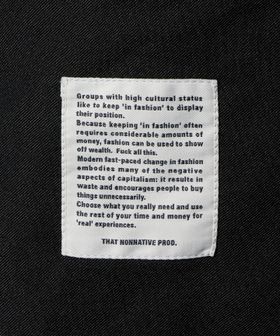 Groups with high cultural status
like to keep 'in fashion' to display
their position.
Because keeping 'in fashion' often
requires considerable amounts of
money, fashion can be used to show
off wealth. Fuck all this.
Modern fast-paced change in fashion
embodies many of the negative
aspects of capitalism: it results in
waste and encourages people to buy
things unnecessarily.
Choose what you really need and use
the rest of your time and money for
'real' experiences.
THAT NONNATIVE PROD.